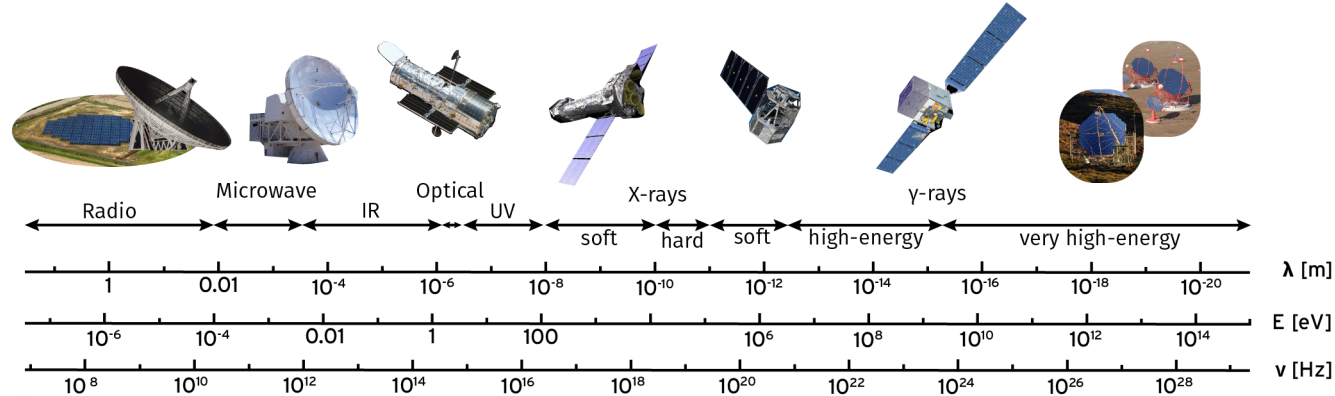 Microwave
Optical
X-rays
γ-rays
Radio
IR
UV
soft
hard
soft
high-energy
very high-energy
1 0.01 10⁻⁴ 10⁻⁶ 10⁻⁸ 10⁻¹⁰ 10⁻¹² 10⁻¹⁴ 10⁻¹⁶ 10⁻¹⁸ 10⁻²⁰ λ [m]
10⁻⁶ 10⁻⁴ 0.01 1 100 10⁶ 10⁸ 10¹⁰ 10¹² 10¹⁴ E [eV]
10⁸ 10¹⁰ 10¹² 10¹⁴ 10¹⁶ 10¹⁸ 10²⁰ 10²² 10²⁴ 10²⁶ 10²⁸ ν [Hz]